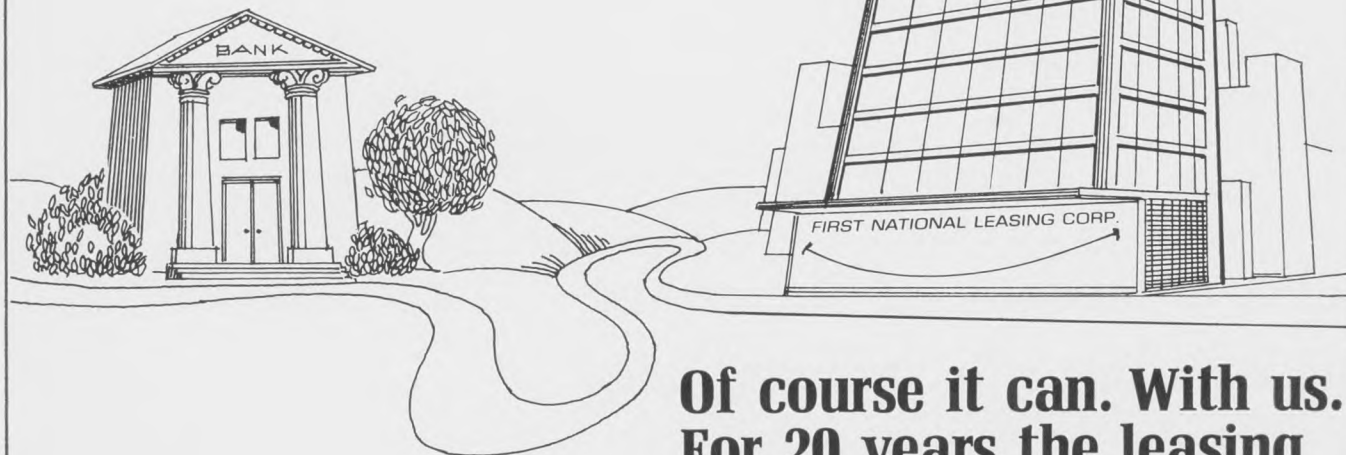 BANK
FIRST NATIONAL LEASING CORP.
Of course it can. With us.
For 20 years the leasing